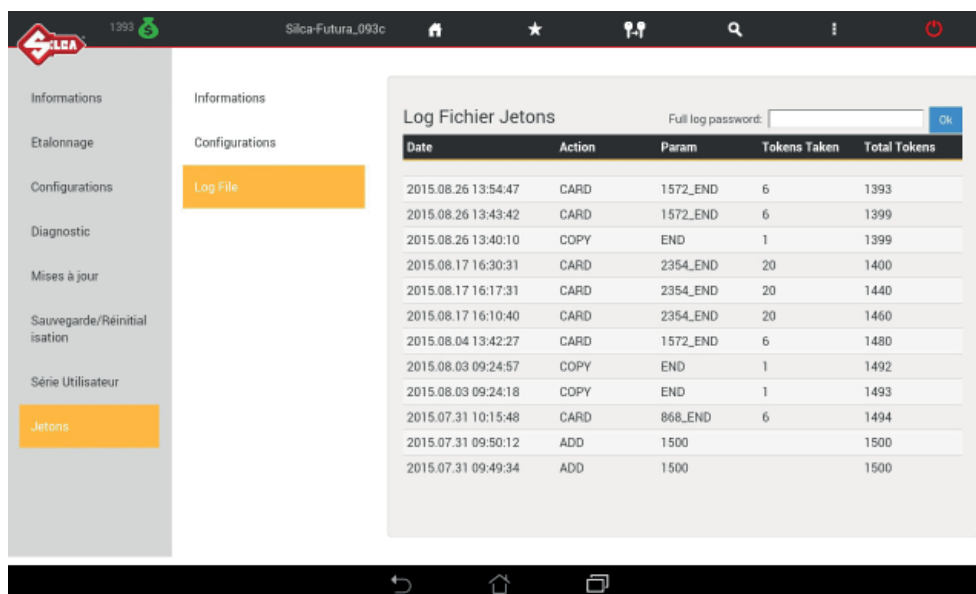 1393
SILCA
Silca-Futura_093c
Informations
Etalonnage
Configurations
Diagnostic
Mises à jour
Sauvegarde/Réinitial
isation
Série Utilisateur
Jetons
Informations
Configurations
Log File
Log Fichier Jetons Full log password: Ok
Date Action Param Tokens Taken Total Tokens
2015.08.26 13:54:47 CARD 1572_END 6 1393
2015.08.26 13:43:42 CARD 1572_END 6 1399
2015.08.26 13:40:10 COPY END 1 1399
2015.08.17 16:30:31 CARD 2354_END 20 1400
2015.08.17 16:17:31 CARD 2354_END 20 1440
2015.08.17 16:10:40 CARD 2354_END 20 1460
2015.08.04 13:42:27 CARD 1572_END 6 1480
2015.08.03 09:24:57 COPY END 1 1492
2015.08.03 09:24:18 COPY END 1 1493
2015.07.31 10:15:48 CARD 868_END 6 1494
2015.07.31 09:50:12 ADD 1500 1500
2015.07.31 09:49:34 ADD 1500 1500